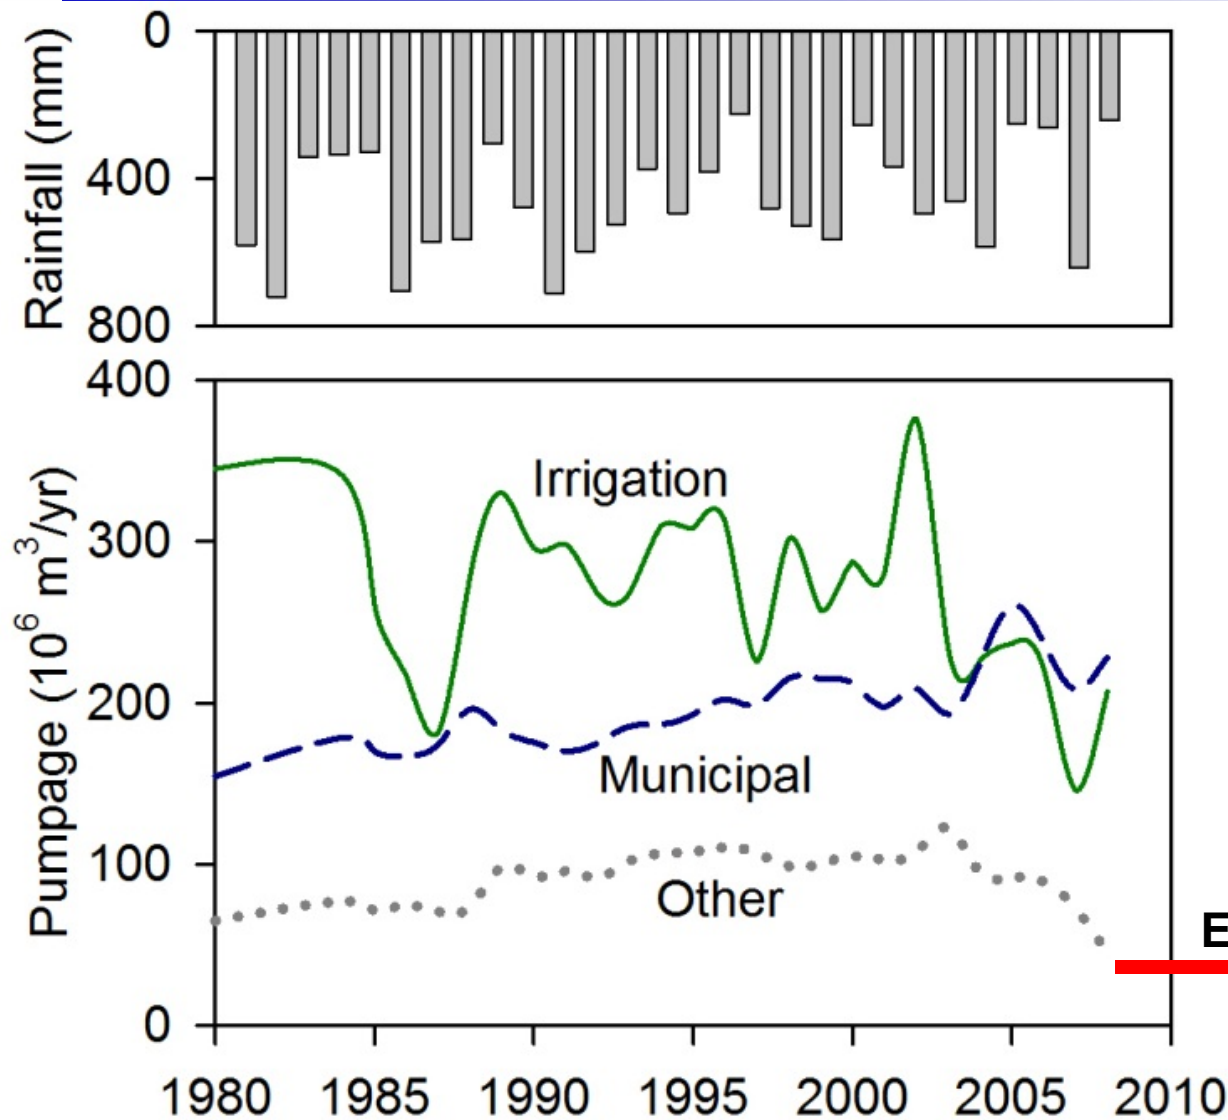 Rainfall (mm)
0
400
800
Pumpage (10⁶ m³/yr)
400
300
200
100
0
Irrigation
Municipal
Other
E
1980 1985 1990 1995 2000 2005 2010